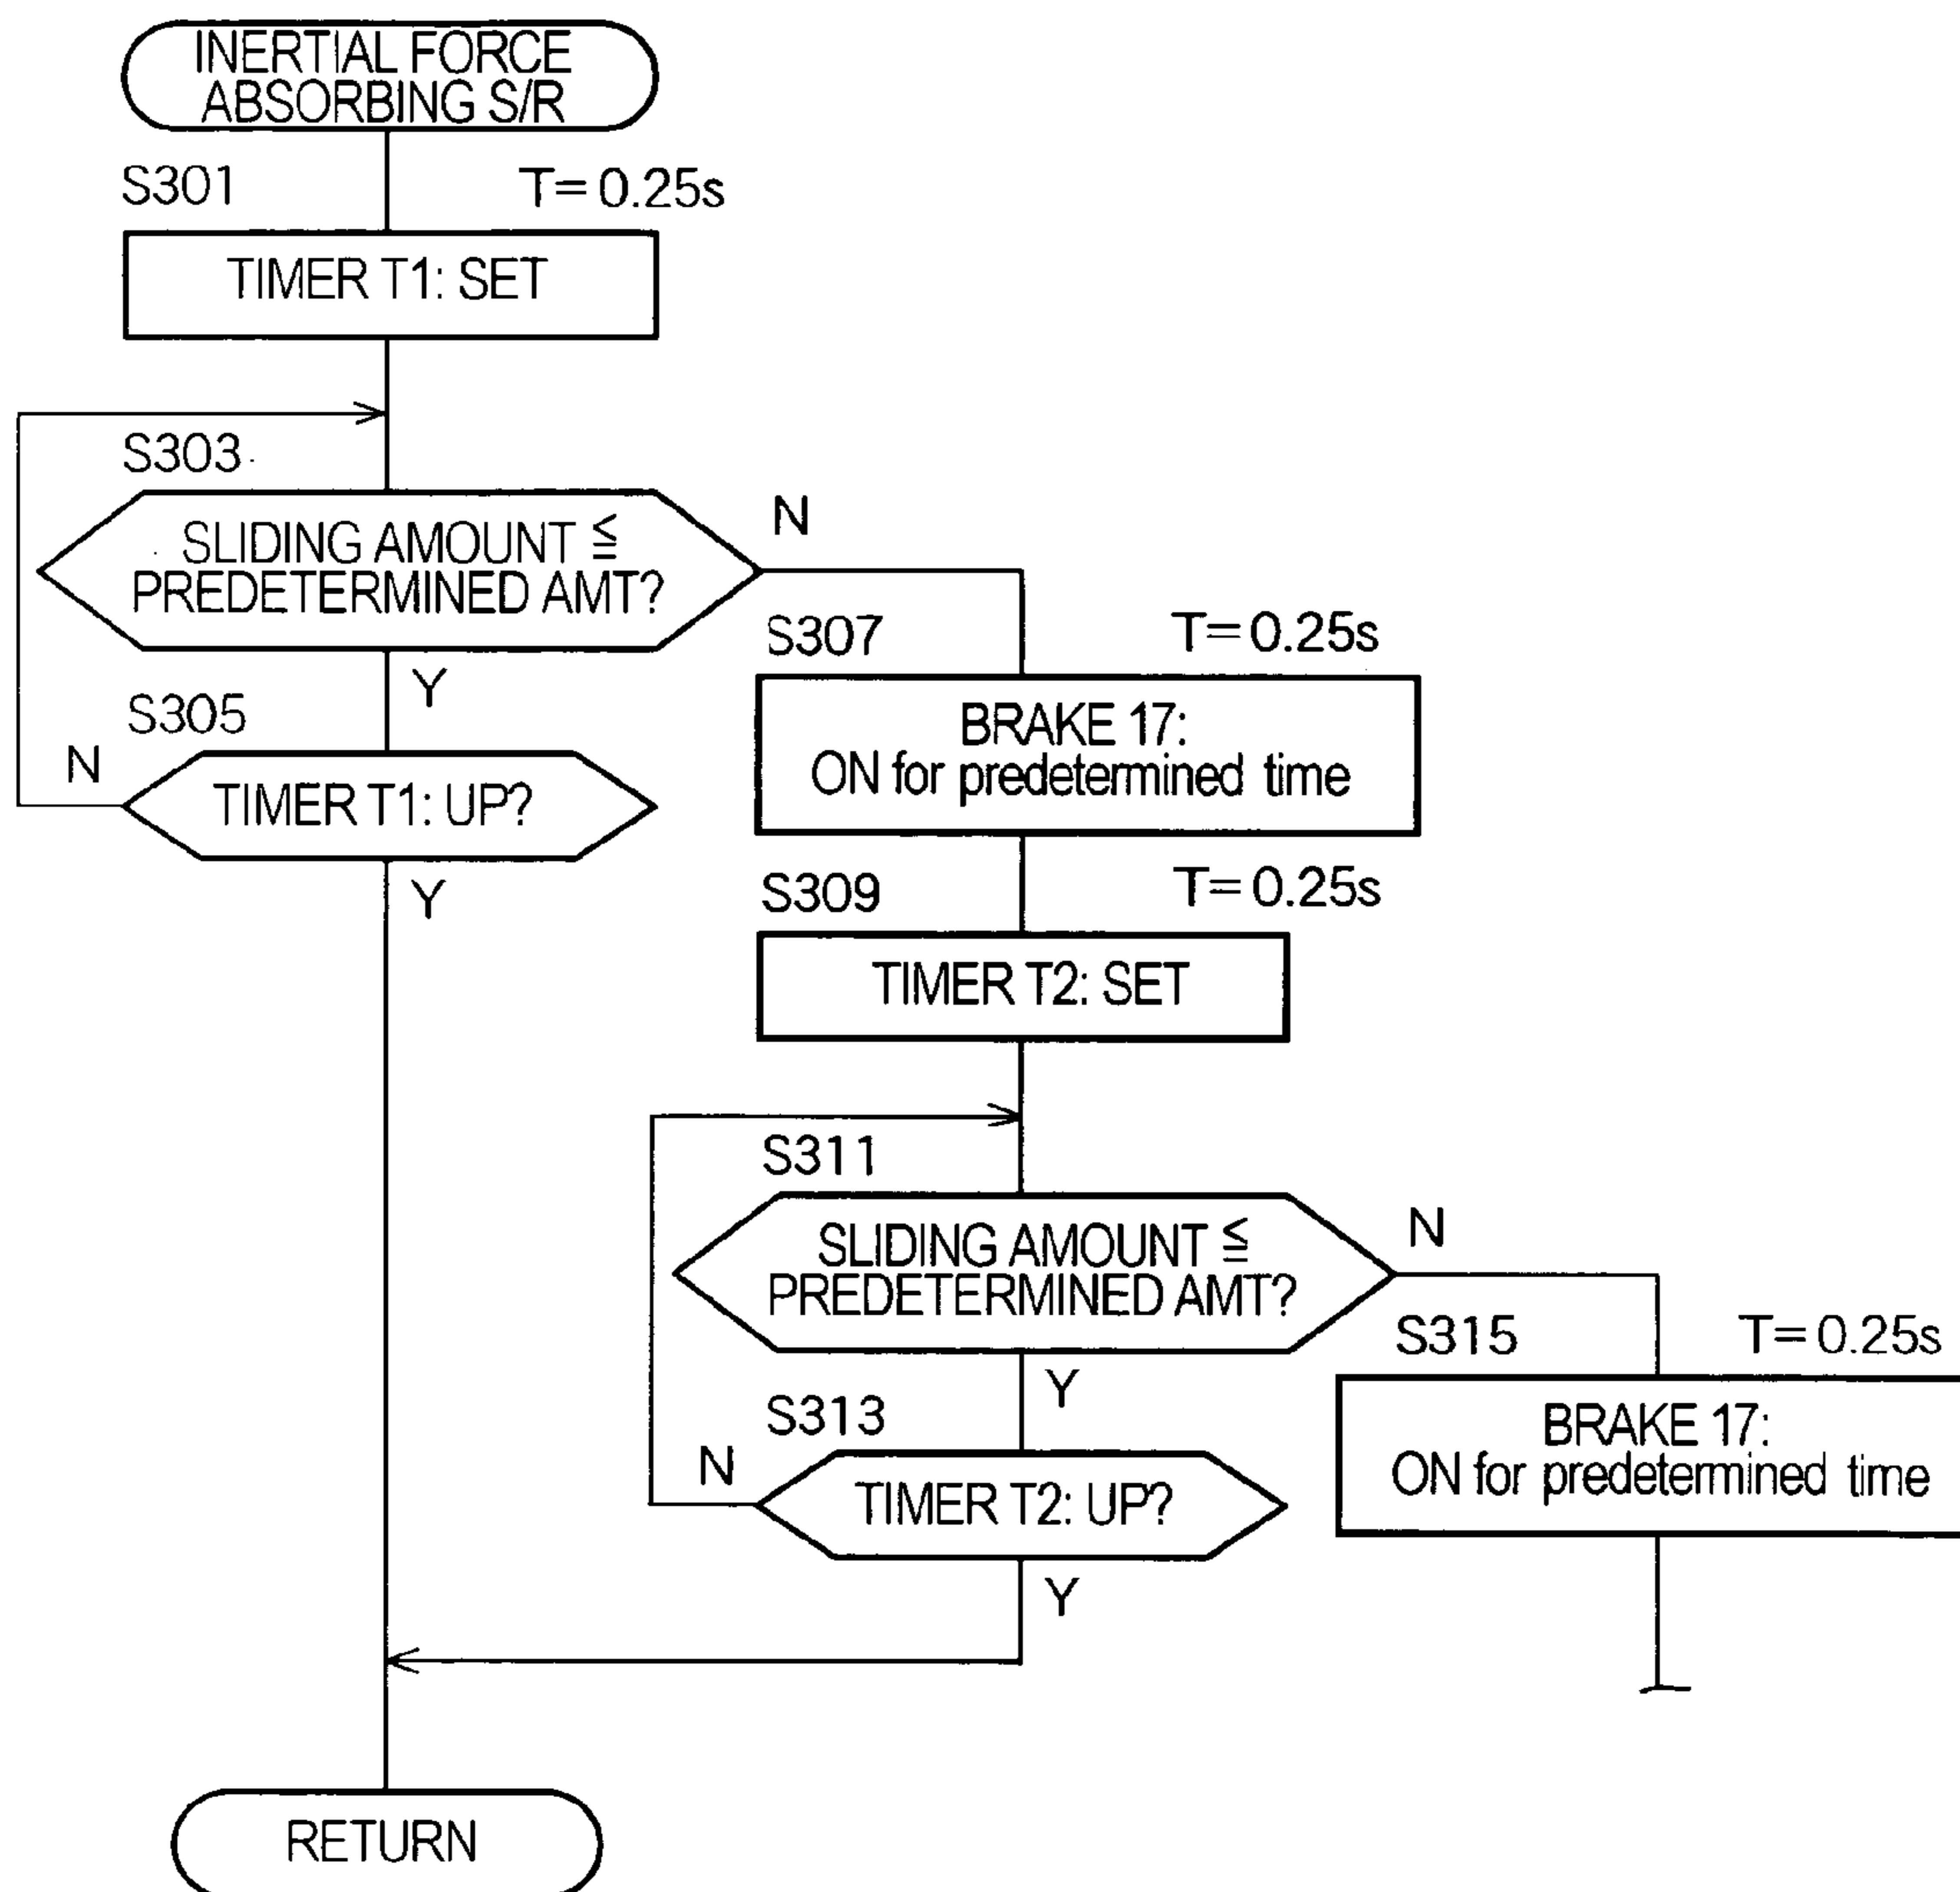 INERTIAL FORCE
ABSORBING S/R
S301
T=0.25s
TIMER T1: SET
S303
SLIDING AMOUNT ≦
PREDETERMINED AMT?
N
Y
S305
N
TIMER T1: UP?
Y
S307
T=0.25s
BRAKE 17:
ON for predetermined time
S309
T=0.25s
TIMER T2: SET
S311
SLIDING AMOUNT ≦
PREDETERMINED AMT?
N
Y
S313
N
TIMER T2: UP?
Y
S315
T=0.25s
BRAKE 17:
ON for predetermined time
RETURN